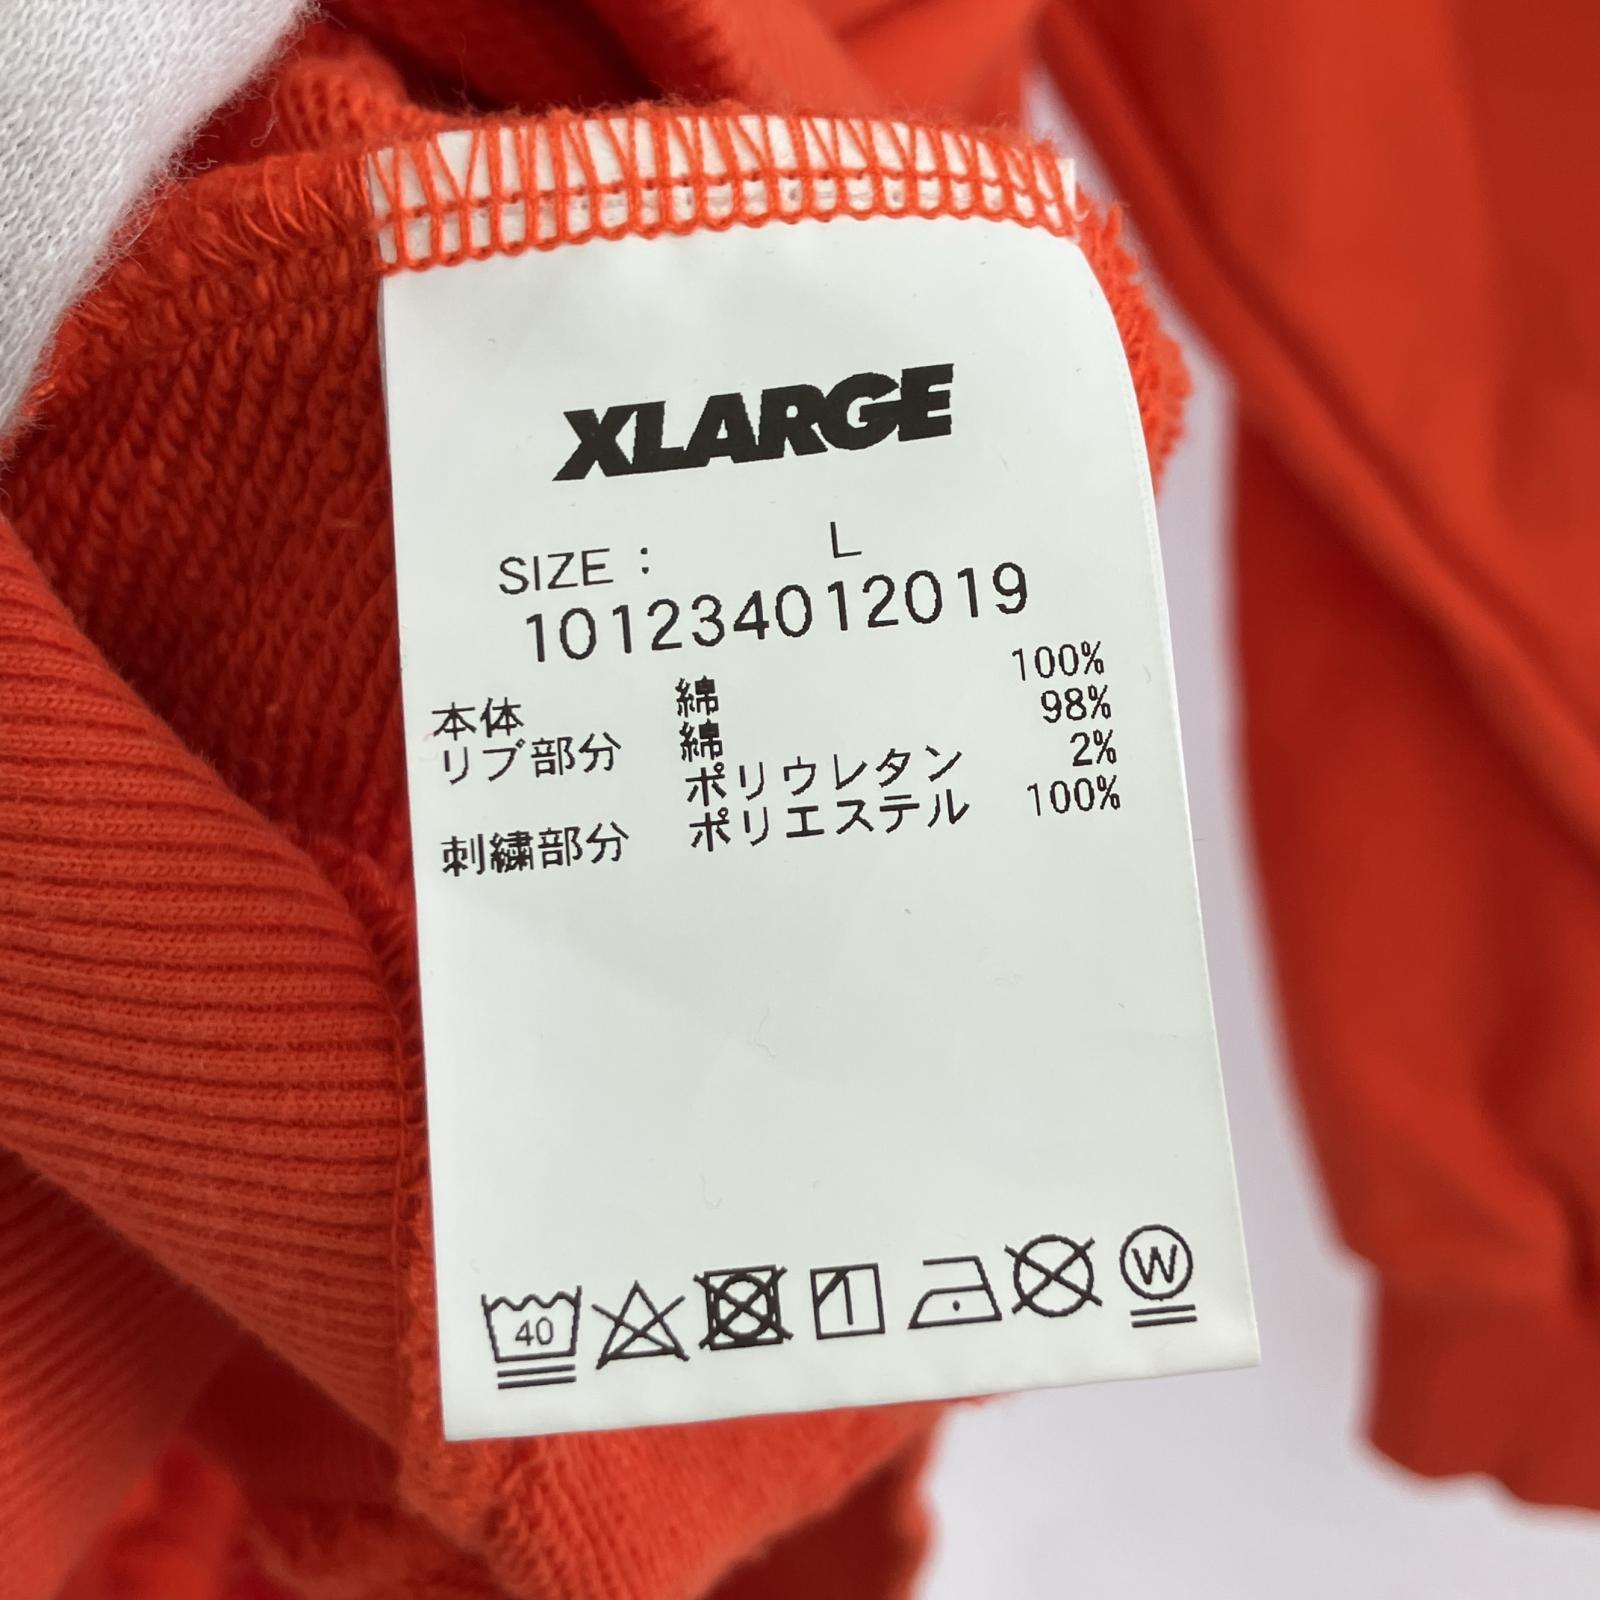 XLARGE
SIZE : L
101234012019
本体 綿 100%
リブ部分 綿 98%
ポリウレタン 2%
刺繍部分 ポリエステル 100%
40
W